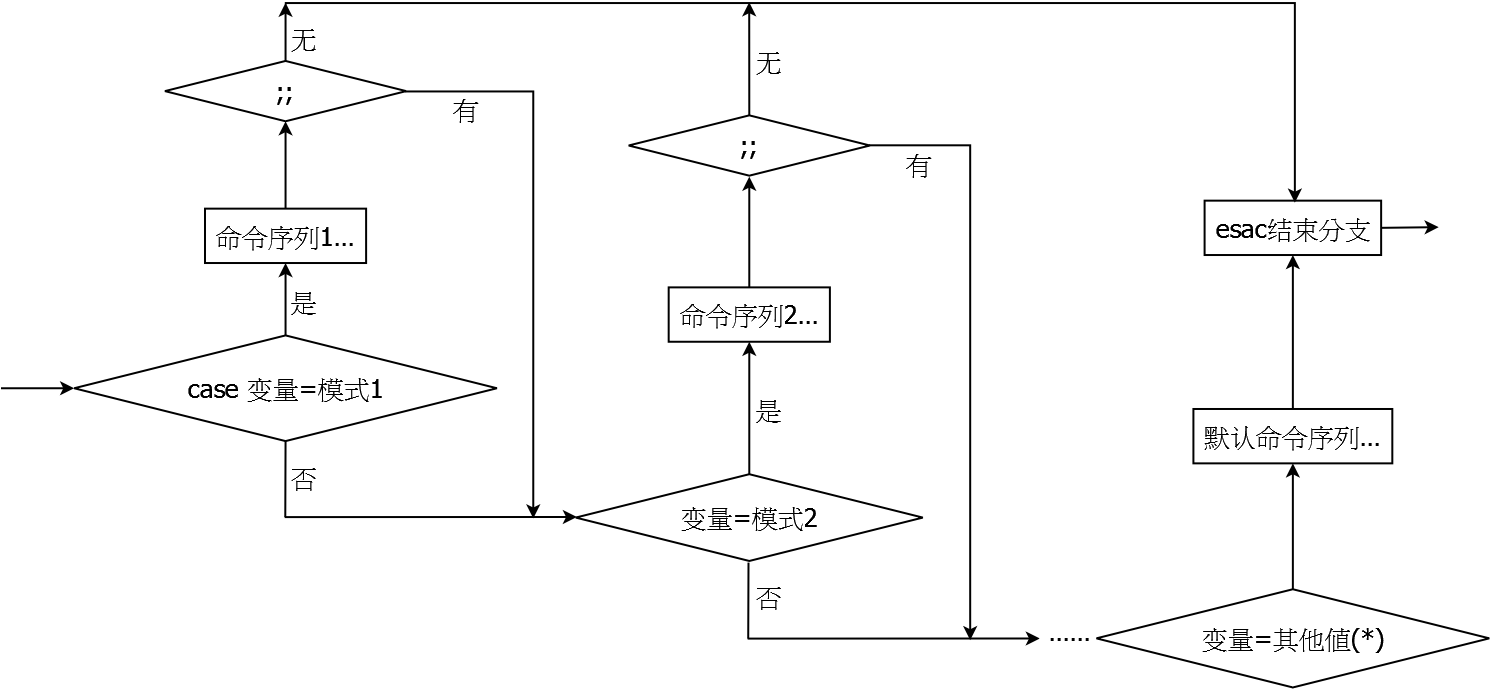 无
;;
有
命令序列1...
是
case 变量=模式1
否
无
;;
有
命令序列2...
是
变量=模式2
否
......
esac结束分支
默认命令序列...
变量=其他値(*)